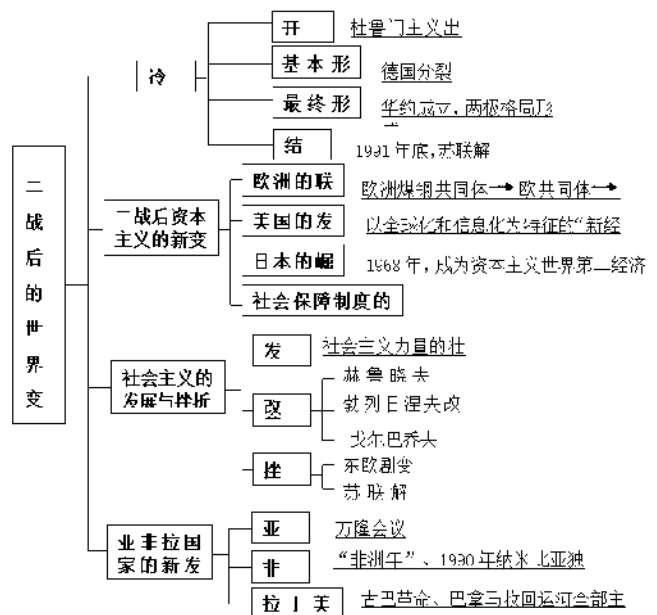 二战后的世界变
冷
开
杜鲁门主义出
基本形
德国分裂
最终形
华约成立,两极格局形
结
1991年底,苏联解
二战后资本
主义的新变
欧洲的联
欧洲煤钢共同体→欧共同体→
美国的发
以全球化和信息化为特征的“新经
日本的崛
1968年,成为资本主义世界第二经济
社会保障制度的
社会主义的
发展与挫折
发
社会主义力量的壮
改
赫鲁晓夫
勃列日涅夫改
戈尔巴乔夫
挫
东欧剧变
苏联解
亚非拉国
家的新发
亚
万隆会议
非
“非洲年”、1990年纳米比亚独
拉丁美
古巴革命、巴拿马收回运河全部主